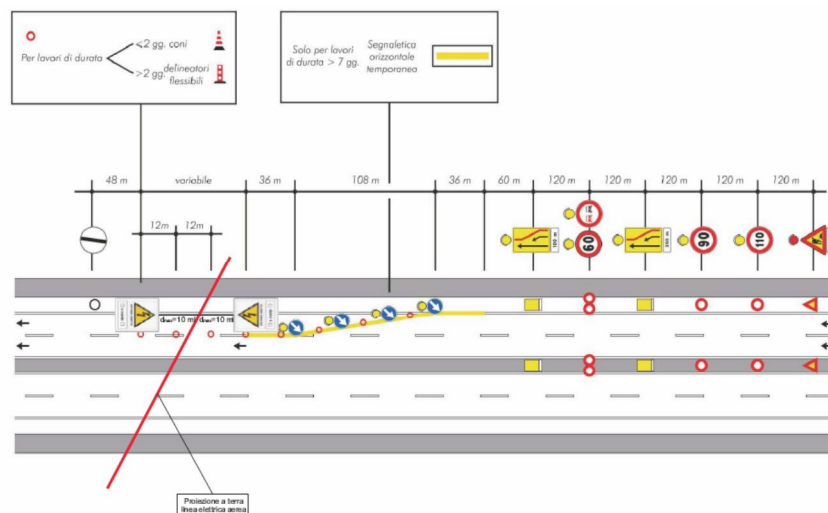 Per lavori di durata
<2 gg. coni
>2 gg. delineatori
flessibili
Solo per lavori
di durata > 7 gg.
Segnaletica
orizzontale
temporanea
48 m
variabile
36 m
108 m
36 m
60 m
120 m
120 m
120 m
120 m
120 m
12m
12m
60
90
110
=10 m
=10 m
Proiezione a terra
linea elettrica aerea